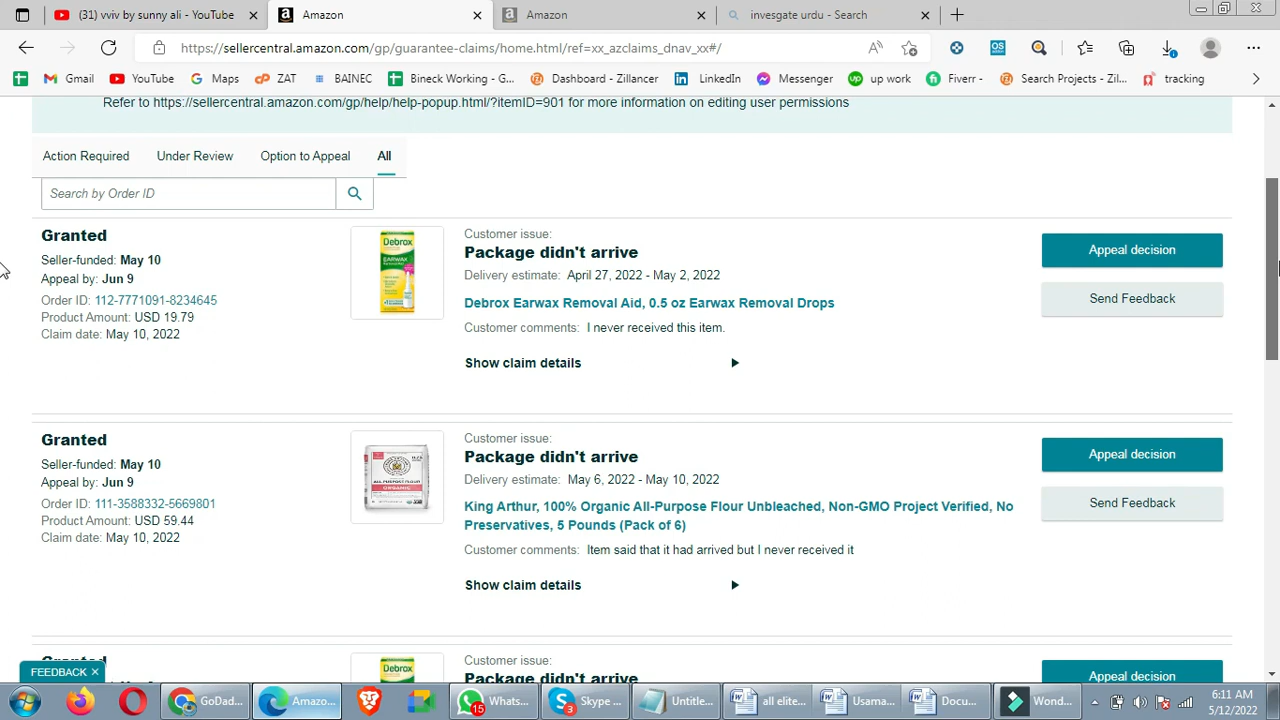 (31) vviv by sunny ali - YouTube
Amazon
Amazon
invesgate urdu - Search
https://sellercentral.amazon.com/gp/guarantee-claims/home.html/ref=xx_azclaims_dnav_xx#/
Gmail
YouTube
Maps
ZAT
BAINEC
Bineck Working - G...
Dashboard - Zillancer
LinkedIn
Messenger
up work
Fiverr -
Search Projects - Zil...
tracking
Refer to https://sellercentral.amazon.com/gp/help/help-popup.html/?itemID=901 for more information on editing user permissions
Action Required
Under Review
Option to Appeal
All
Search by Order ID
Granted
Seller-funded: May 10
Appeal by: Jun 9
Order ID: 112-7771091-8234645
Product Amount: USD 19.79
Claim date: May 10, 2022
Debrox
EARWAX
Customer issue:
Package didn't arrive
Delivery estimate: April 27, 2022 - May 2, 2022
Debrox Earwax Removal Aid, 0.5 oz Earwax Removal Drops
Customer comments: I never received this item.
Show claim details
Appeal decision
Send Feedback
Granted
Seller-funded: May 10
Appeal by: Jun 9
Order ID: 111-3588332-5669801
Product Amount: USD 59.44
Claim date: May 10, 2022
ALL-PURPOSE FLOUR
ORGANIC
Customer issue:
Package didn't arrive
Delivery estimate: May 6, 2022 - May 10, 2022
King Arthur, 100% Organic All-Purpose Flour Unbleached, Non-GMO Project Verified, No
Preservatives, 5 Pounds (Pack of 6)
Customer comments: Item said that it had arrived but I never received it
Show claim details
Appeal decision
Send Feedback
Granted
Debrox
Customer issue:
Package didn't arrive
Appeal decision
FEEDBACK
GoDad...
Amazo...
15
Whats...
3
Skype ...
Untitle...
all elite...
Usama...
Docu...
Wond...
6:11 AM
5/12/2022